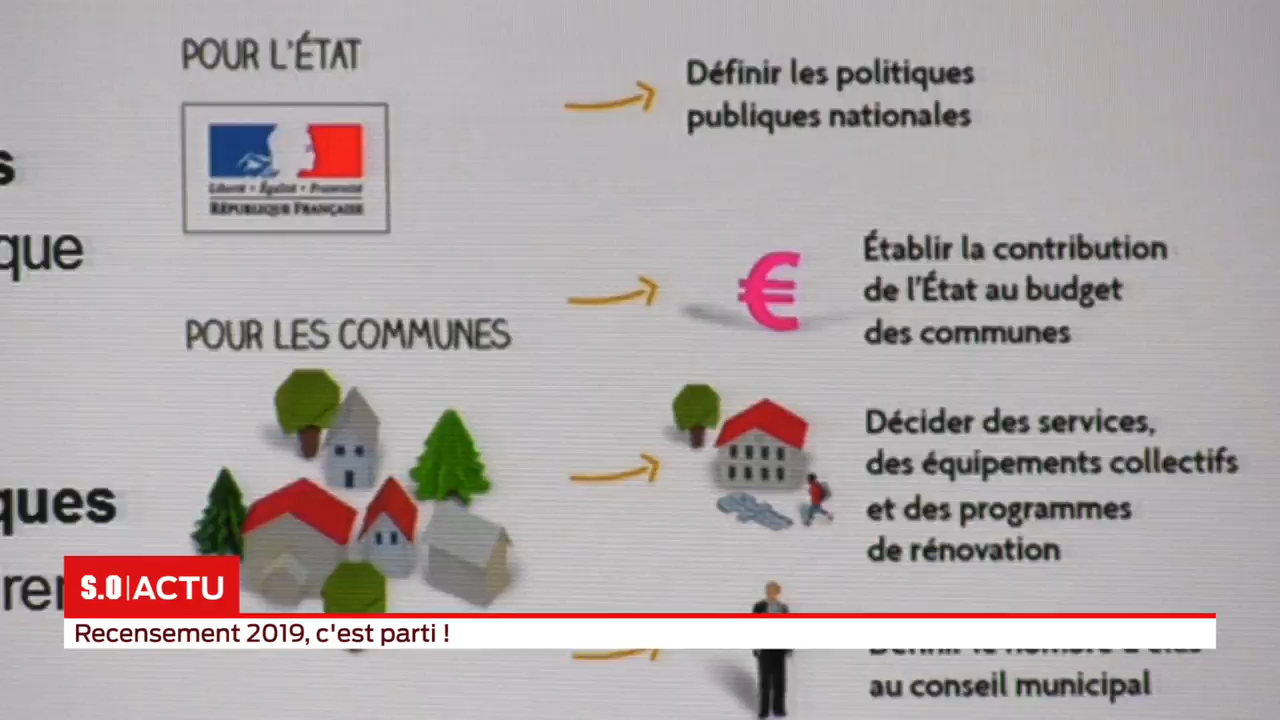 POUR L'ÉTAT
Définir les politiques
publiques nationales
Liberté • Égalité • Fraternité
RÉPUBLIQUE FRANÇAISE
que
Établir la contribution
de l'État au budget
des communes
€
POUR LES COMMUNES
Décider des services,
des équipements collectifs
et des programmes
de rénovation
ques
S.O|ACTU
Recensement 2019, c'est parti !
au conseil municipal